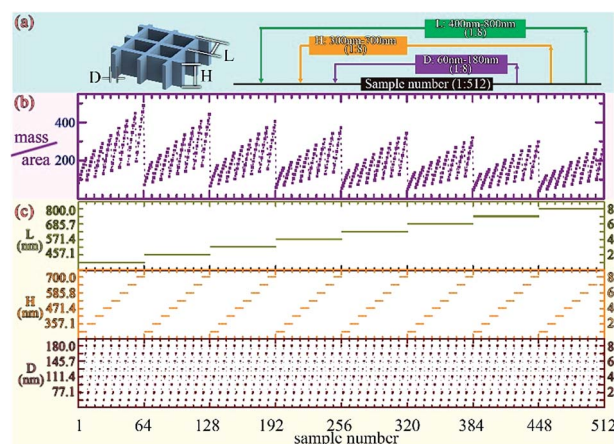 (a)
L: 400nm-800nm
(1:8)
H: 300nm-700nm
(1:8)
D: 60nm-180nm
(1:8)
Sample number (1:512)
L
D
H
(b)
mass
area
400
200
(c)
L
(nm)
800.0
685.7
571.4
457.1
8
6
4
2
H
(nm)
700.0
585.8
471.4
357.1
8
6
4
2
D
(nm)
180.0
145.7
111.4
77.1
8
6
4
2
1 64 128 192 256 320 384 448 512
sample number